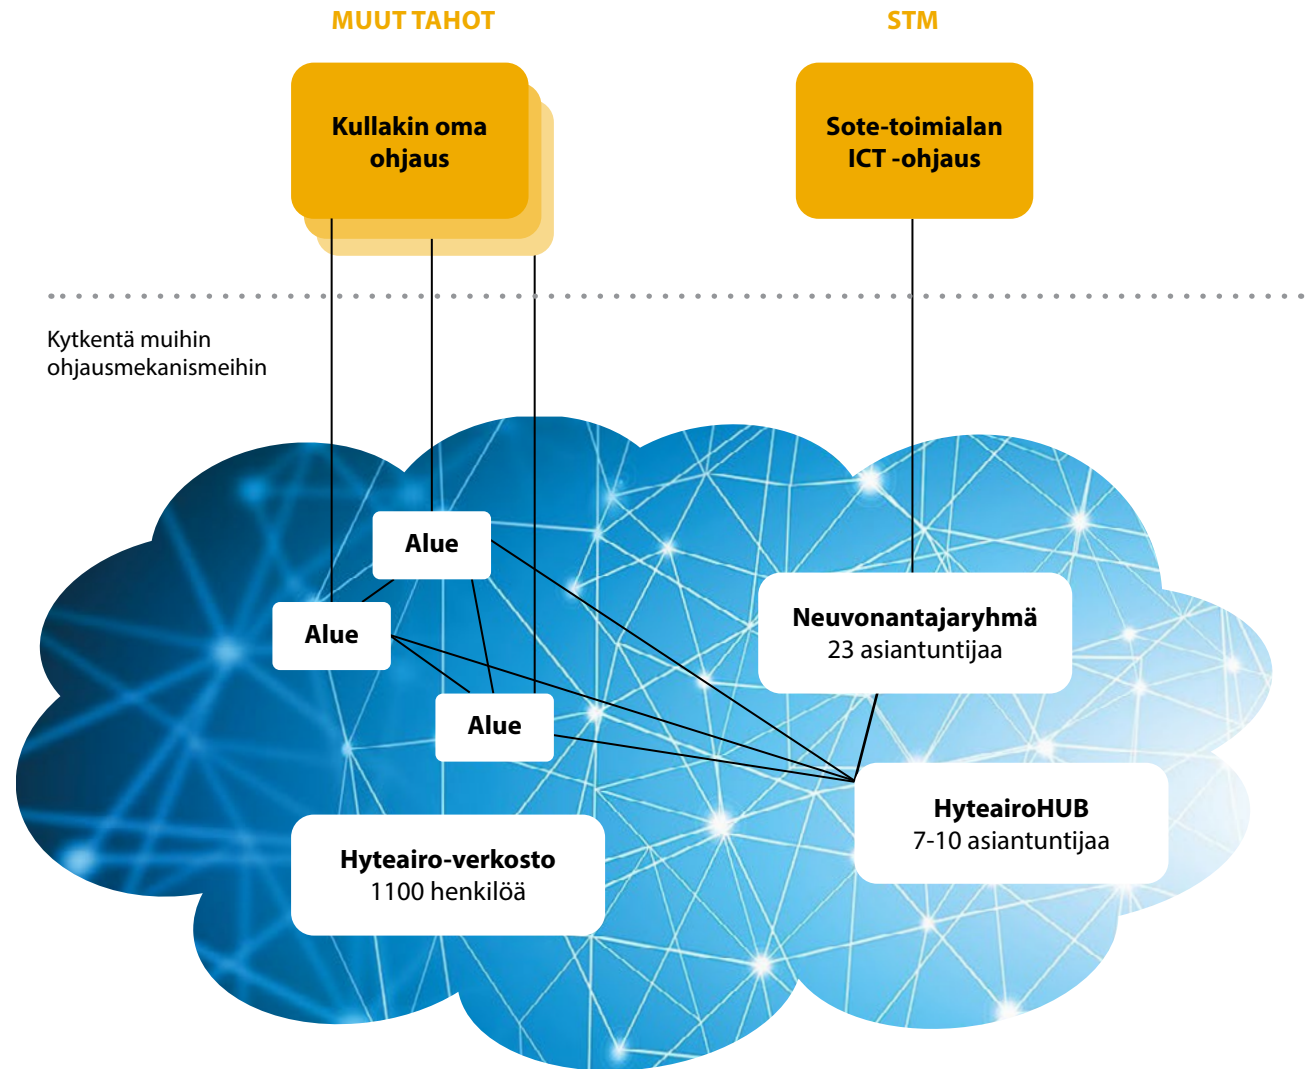 MUUT TAHOT
STM
Kullakin oma
ohjaus
Sote-toimialan
ICT -ohjaus
Kytkentä muihin
ohjausmekanismeihin
Alue
Alue
Alue
Neuvonantajaryhmä
23 asiantuntijaa
HyteairoHUB
7-10 asiantuntijaa
Hyteairo-verkosto
1100 henkilöä